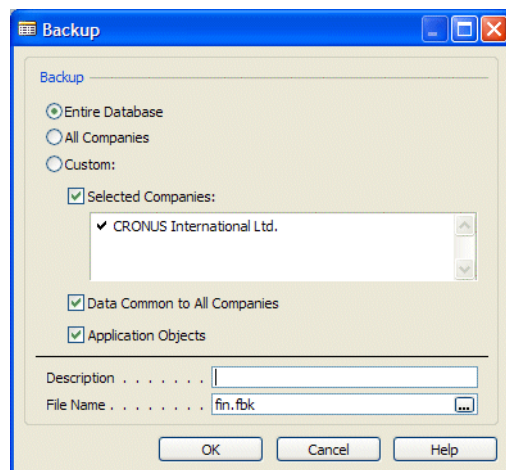 Backup
Backup
Entire Database
All Companies
Custom:
Selected Companies:
CRONUS International Ltd.
Data Common to All Companies
Application Objects
Description . . . . . . .
File Name . . . . . . . . fin.fbk ...
OK Cancel Help